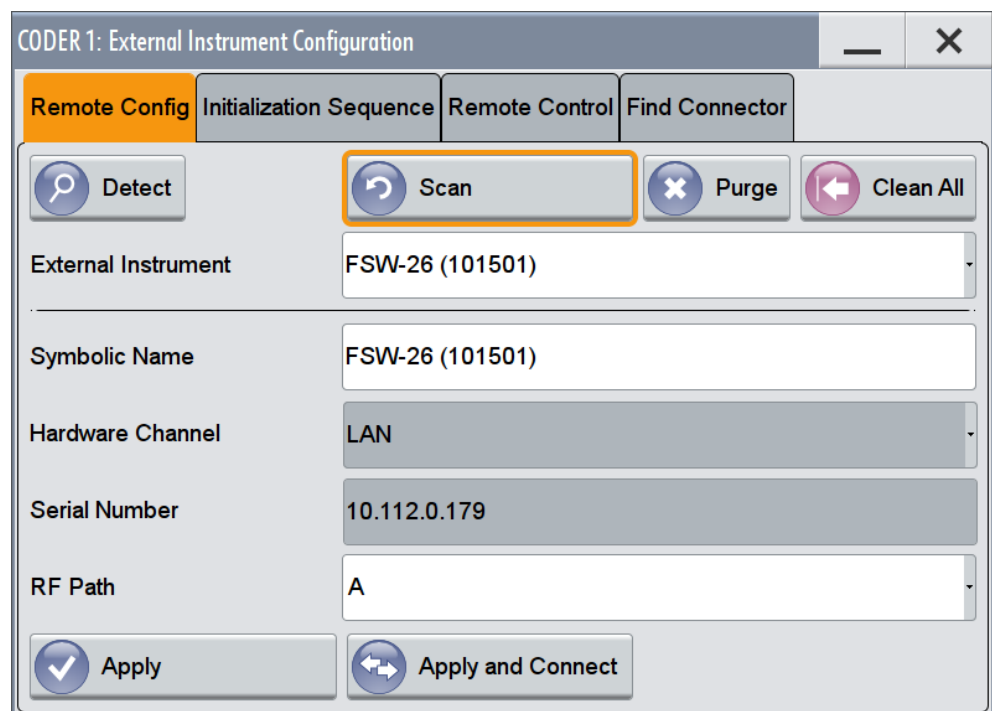 CODER 1: External Instrument Configuration
Remote Config Initialization Sequence Remote Control Find Connector
Detect Scan Purge Clean All
External Instrument FSW-26 (101501)
Symbolic Name FSW-26 (101501)
Hardware Channel LAN
Serial Number 10.112.0.179
RF Path A
Apply Apply and Connect